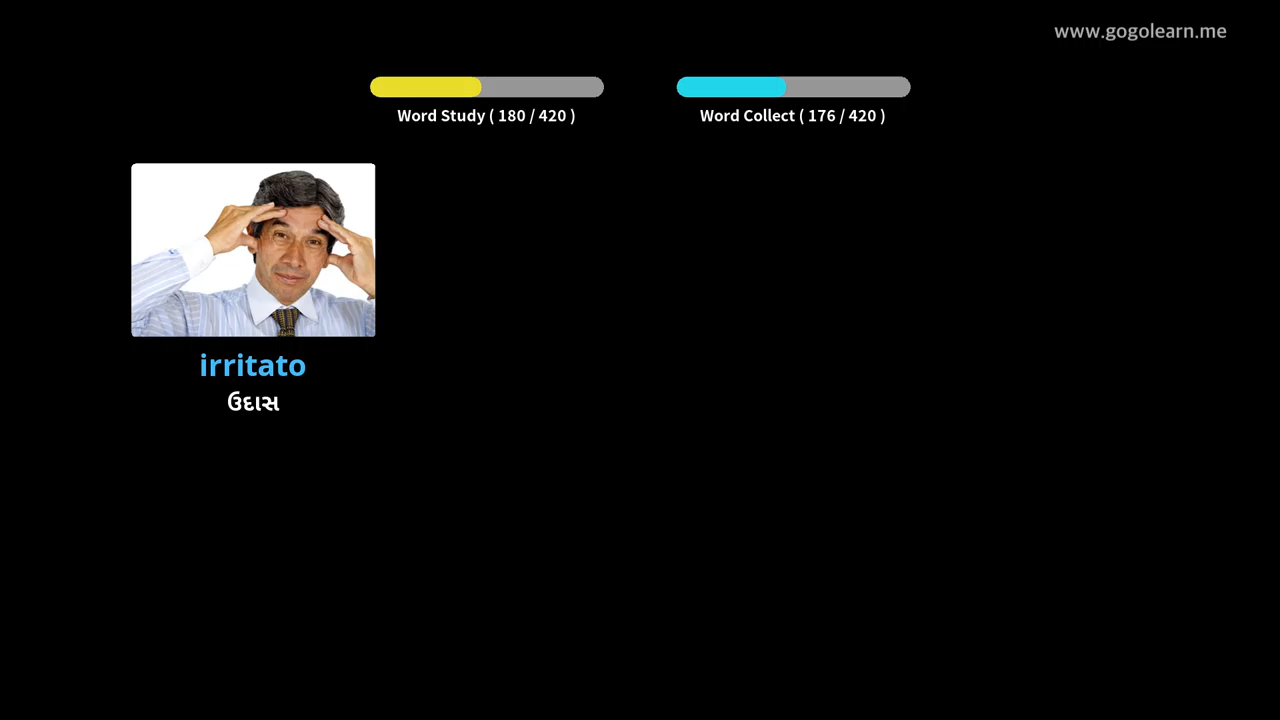 www.gogolearn.me
Word Study ( 180 / 420 )
Word Collect ( 176 / 420 )
irritato
ઉદાસ